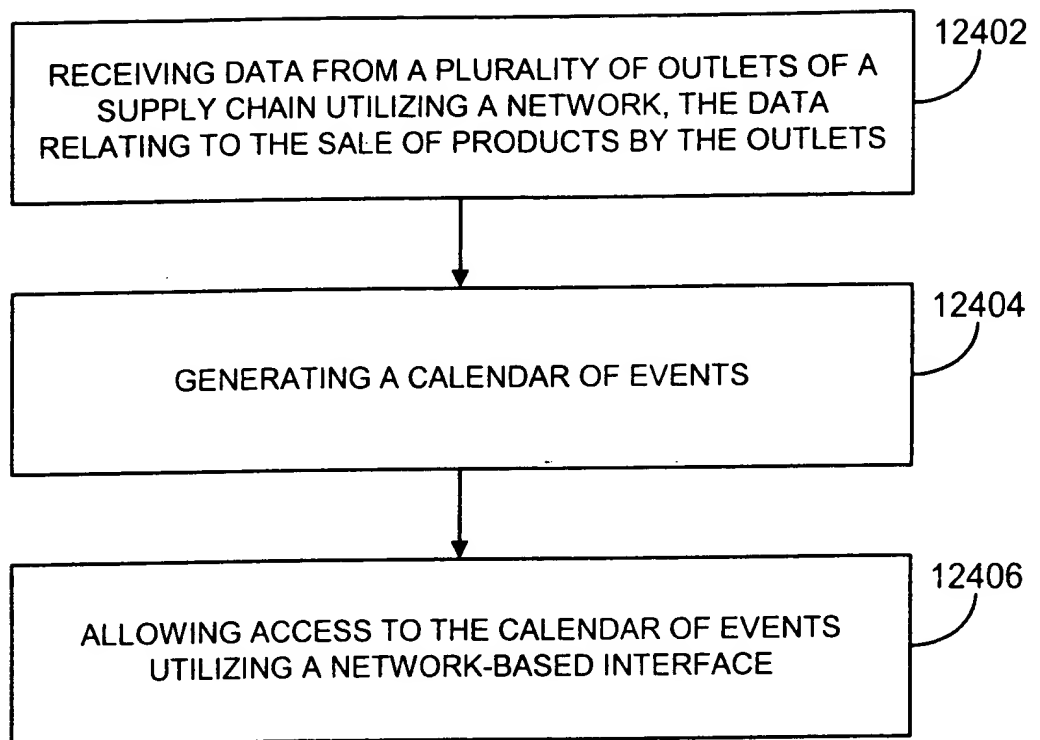 12402
RECEIVING DATA FROM A PLURALITY OF OUTLETS OF A
SUPPLY CHAIN UTILIZING A NETWORK, THE DATA
RELATING TO THE SALE OF PRODUCTS BY THE OUTLETS
12404
GENERATING A CALENDAR OF EVENTS
12406
ALLOWING ACCESS TO THE CALENDAR OF EVENTS
UTILIZING A NETWORK-BASED INTERFACE